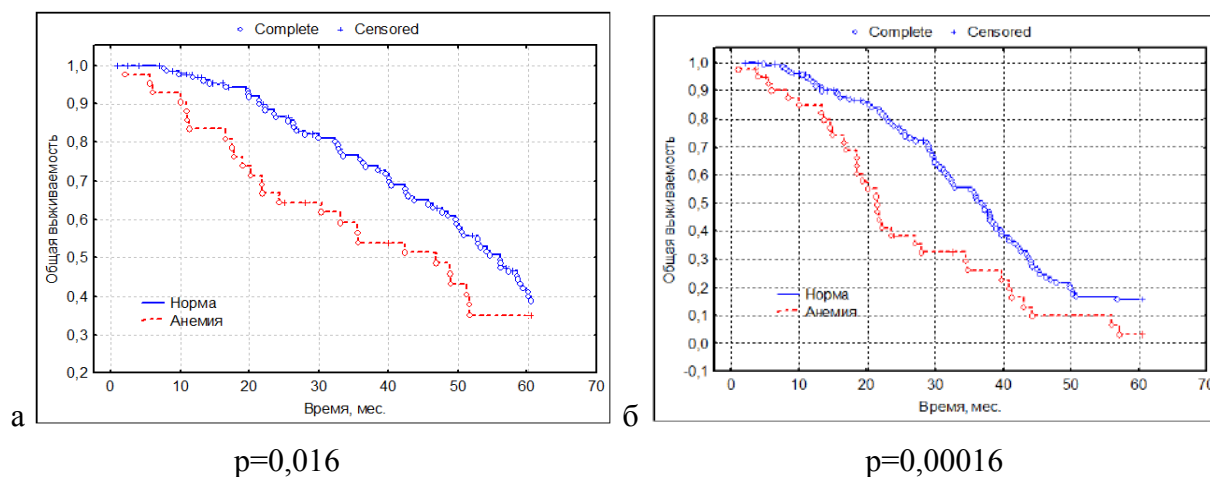 Complete Censored
1,0
0,9
0,8
0,7
0,6
0,5
0,4
0,3
0,2
Общая выживаемость
Норма
Анемия
0 10 20 30 40 50 60 70
Время, мес.
а
p=0,016
Complete Censored
1,0
0,9
0,8
0,7
0,6
0,5
0,4
0,3
0,2
0,1
0,0
-0,1
Общая выживаемость
Норма
Анемия
0 10 20 30 40 50 60 70
Время, мес.
б
p=0,00016